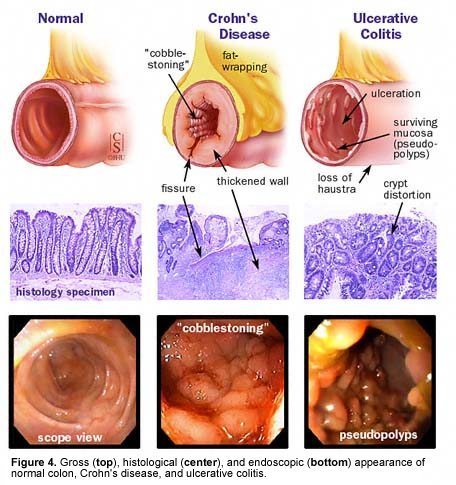 Normal
Crohn's
Disease
Ulcerative
Colitis
"cobble-
stoning"
fat-
wrapping
ulceration
surviving
mucosa
(pseudo-
polyps)
C
S
©JHU
fissure
thickened wall
loss of
haustra
crypt
distortion
histology specimen
"cobblestoning"
scope view
pseudopolyps
Figure 4. Gross (top), histological (center), and endoscopic (bottom) appearance of
normal colon, Crohn's disease, and ulcerative colitis.